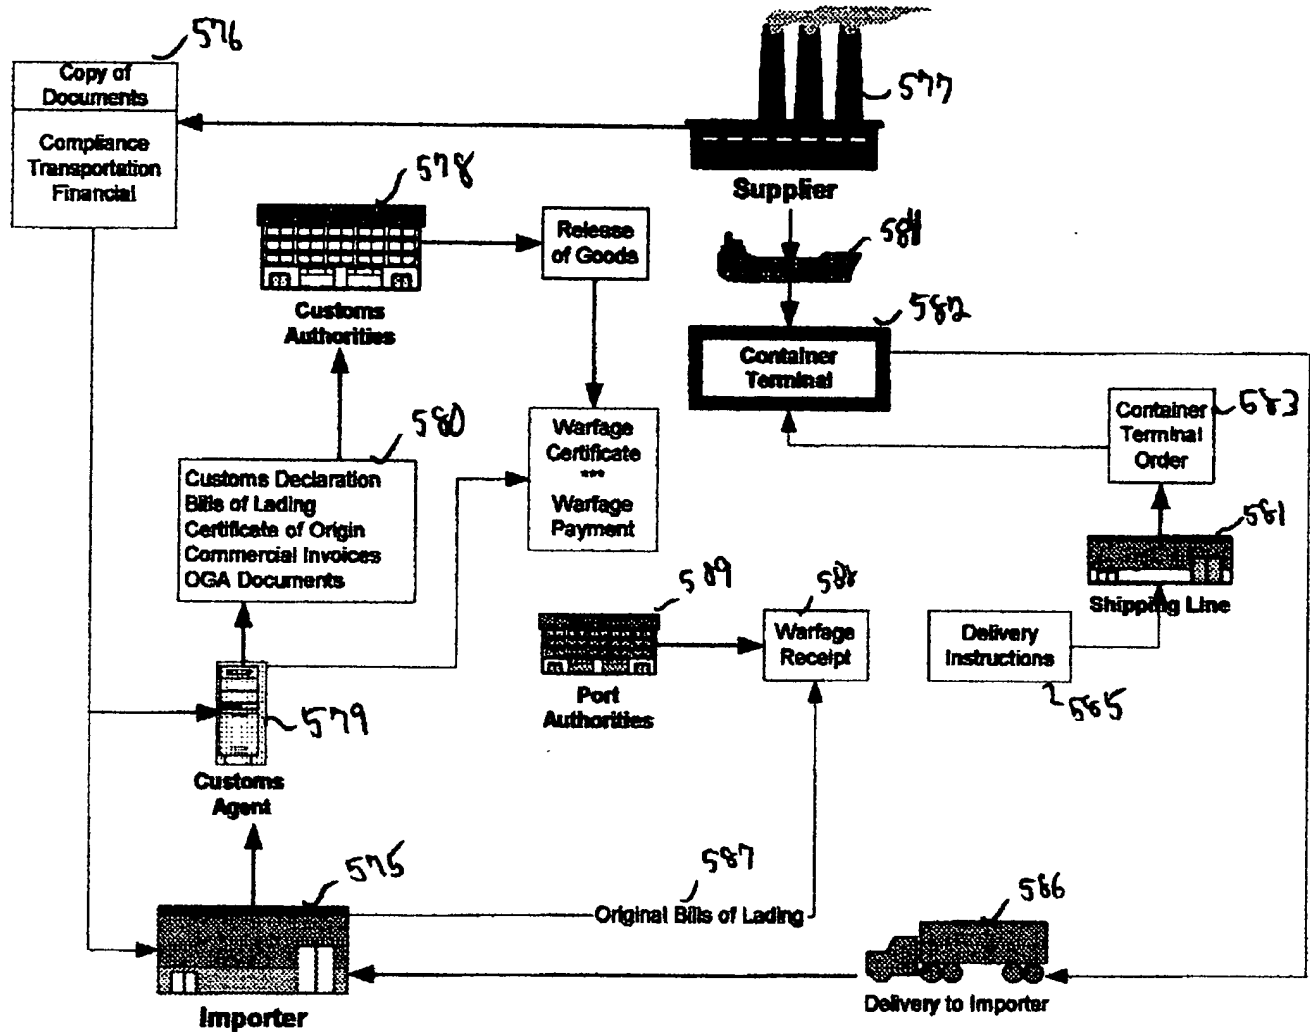 576
Copy of
Documents
Compliance
Transportation
Financial
577
Supplier
578
Customs
Authorities
Release
of Goods
584
582
Container
Terminal
583
Container
Terminal
Order
580
Customs Declaration
Bills of Lading
Certificate of Origin
Commercial Invoices
OGA Documents
Warfage
Certificate
***
Warfage
Payment
581
Shipping Line
589
Port
Authorities
588
Warfage
Receipt
Delivery
Instructions
585
579
Customs
Agent
575
Importer
587
Original Bills of Lading
586
Delivery to Importer